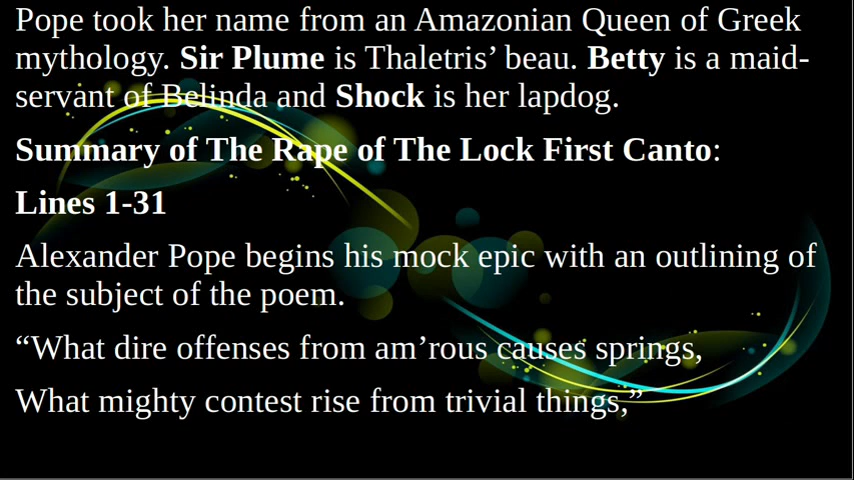 Pope took her name from an Amazonian Queen of Greek
mythology. Sir Plume is Thaletris’ beau. Betty is a maid-
servant of Belinda and Shock is her lapdog.
Summary of The Rape of The Lock First Canto:
Lines 1-31
Alexander Pope begins his mock epic with an outlining of
the subject of the poem.
“What dire offenses from am’rous causes springs,
What mighty contest rise from trivial things,”